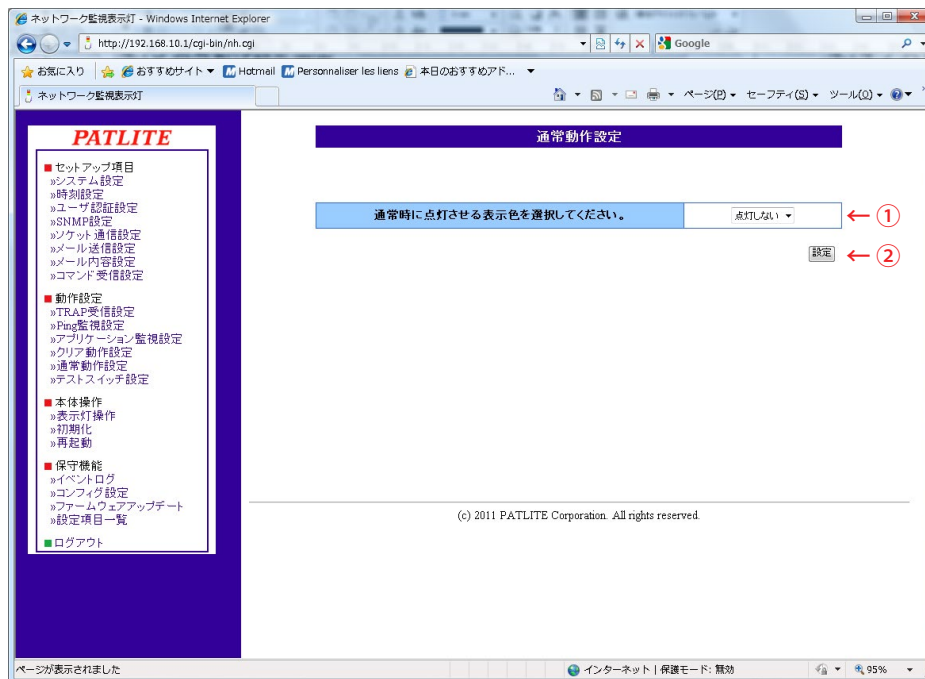 ネットワーク監視表示灯 - Windows Internet Explorer
http://192.168.10.1/cgi-bin/nh.cgi
Google
お気に入り おすすめサイト ▼ Hotmail Personnaliser les liens 本日のおすすめアド... ▼
ネットワーク監視表示灯
ページ(P) ▼ セーフティ(S) ▼ ツール(O) ▼
PATLITE
■セットアップ項目
»システム設定
»時刻設定
»ユーザ認証設定
»SNMP設定
»ソケット通信設定
»メール送信設定
»メール内容設定
»コマンド受信設定
■動作設定
»TRAP受信設定
»Ping監視設定
»アプリケーション監視設定
»クリア動作設定
»通常動作設定
»テストスイッチ設定
■本体操作
»表示灯操作
»初期化
»再起動
■保守機能
»イベントログ
»コンフィグ設定
»ファームウェアアップデート
»設定項目一覧
■ログアウト
通常動作設定
通常時に点灯させる表示色を選択してください。
点灯しない ▼
← ①
設定
← ②
(c) 2011 PATLITE Corporation. All rights reserved.
ページが表示されました
インターネット | 保護モード: 無効
95%